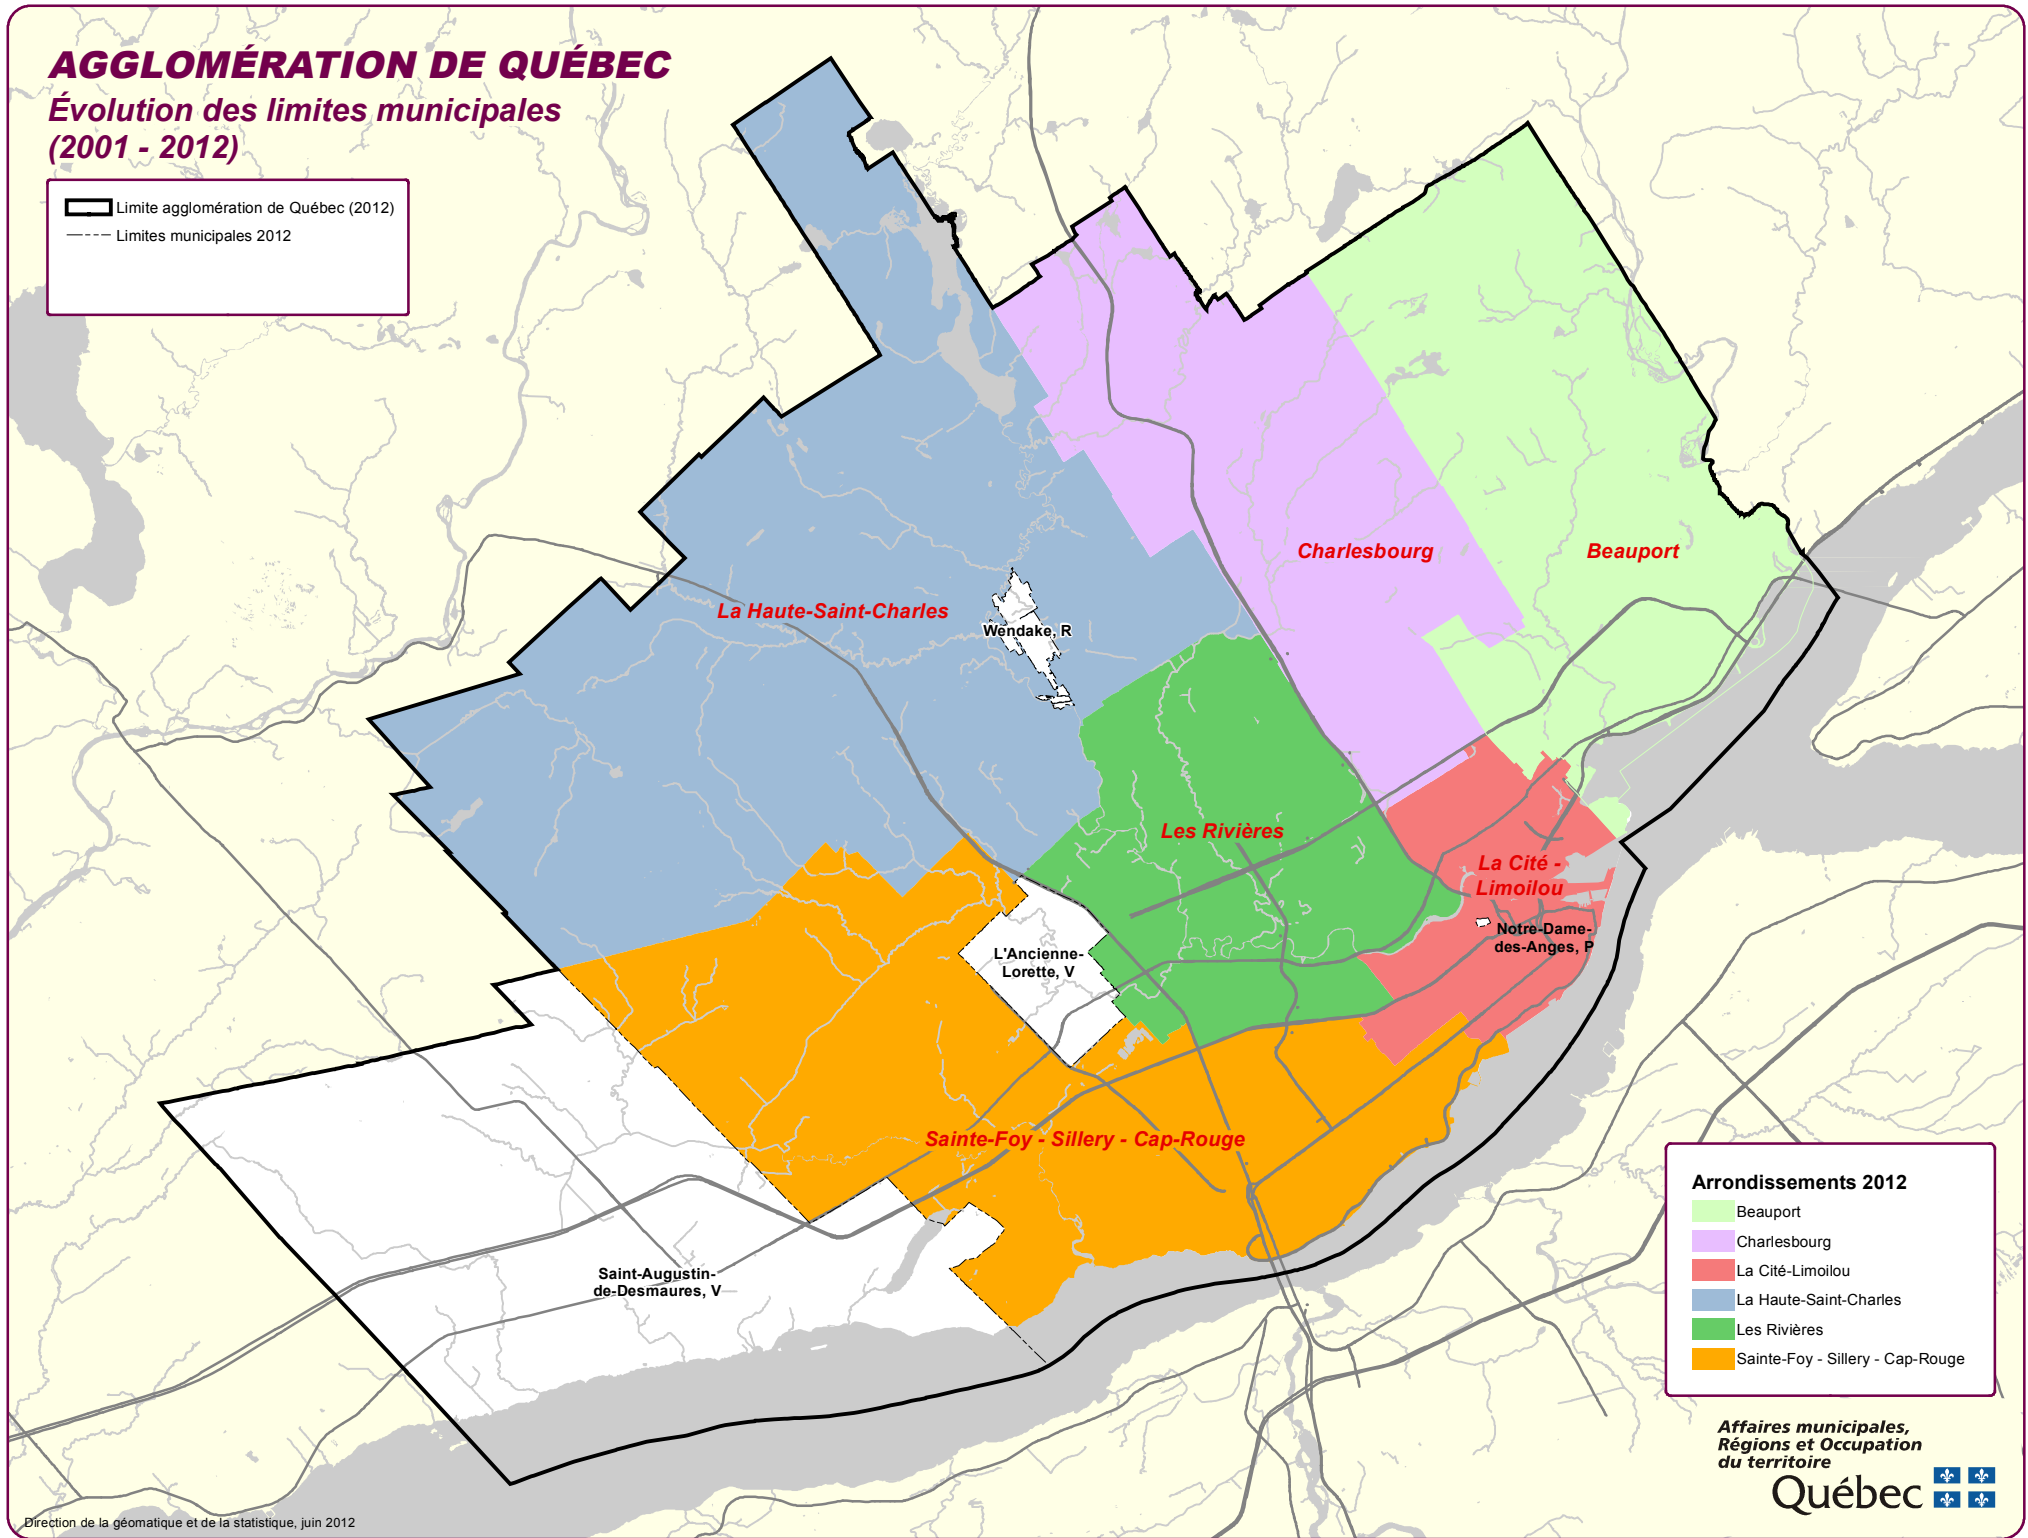 AGGLOMÉRATION DE QUÉBEC
Évolution des limites municipales
(2001 - 2012)
Limite agglomération de Québec (2012)
Limites municipales 2012
Charlesbourg
Beauport
La Haute-Saint-Charles
Wendake, R
Les Rivières
La Cité -
Limoilou
Notre-Dame-
des-Anges, P
L'Ancienne-
Lorette, V
Sainte-Foy - Sillery - Cap-Rouge
Saint-Augustin-
de-Desmaures, V
Arrondissements 2012
Beauport
Charlesbourg
La Cité-Limoilou
La Haute-Saint-Charles
Les Rivières
Sainte-Foy - Sillery - Cap-Rouge
Affaires municipales,
Régions et Occupation
du territoire
Québec
Direction de la géomatique et de la statistique, juin 2012